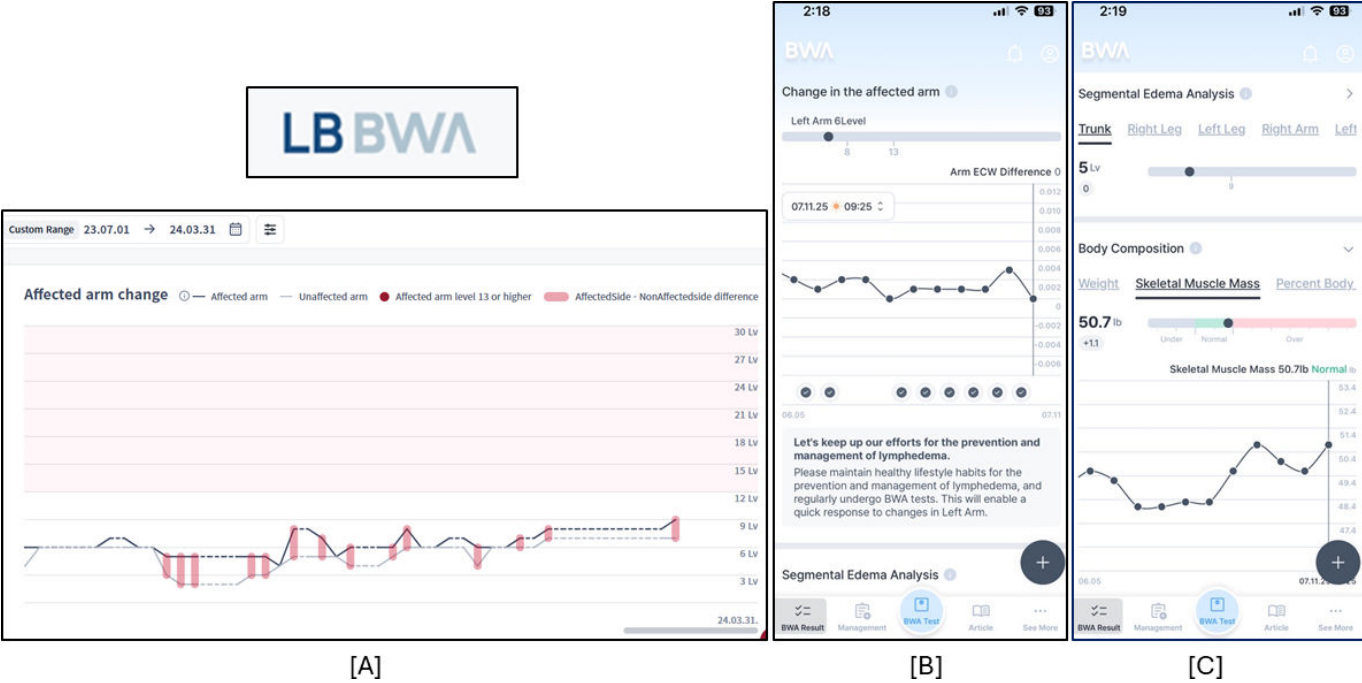 LB BWA
Custom Range 23.07.01 → 24.03.31
Affected arm change Affected arm Unaffected arm Affected arm level 13 or higher AffectedSide - NonAffectedside difference
30 Lv
27 Lv
24 Lv
21 Lv
18 Lv
15 Lv
12 Lv
9 Lv
6 Lv
3 Lv
24.03.31.
[A]
2:18 93
BWA
Change in the affected arm
Left Arm 6Level
8 13
Arm ECW Difference 0
0.012
07.11.25 09:25
0.010
0.008
0.006
0.004
0.002
0
-0.002
-0.004
-0.006
06.05 07.11
Let's keep up our efforts for the prevention and
management of lymphedema.
Please maintain healthy lifestyle habits for the
prevention and management of lymphedema, and
regularly undergo BWA tests. This will enable a
quick response to changes in Left Arm.
Segmental Edema Analysis
+
BWA Result Management BWA Test Article See More
[B]
2:19 93
BWA
Segmental Edema Analysis
Trunk Right Leg Left Leg Right Arm Left
5 Lv
0
9
Body Composition
Weight Skeletal Muscle Mass Percent Body
50.7 lb
+1.1
Under Normal Over
Skeletal Muscle Mass 50.7lb Normal lb
53.4
52.4
51.4
50.4
49.4
48.4
47.4
+
06.05 07.11.2
BWA Result Management BWA Test Article See More
[C]